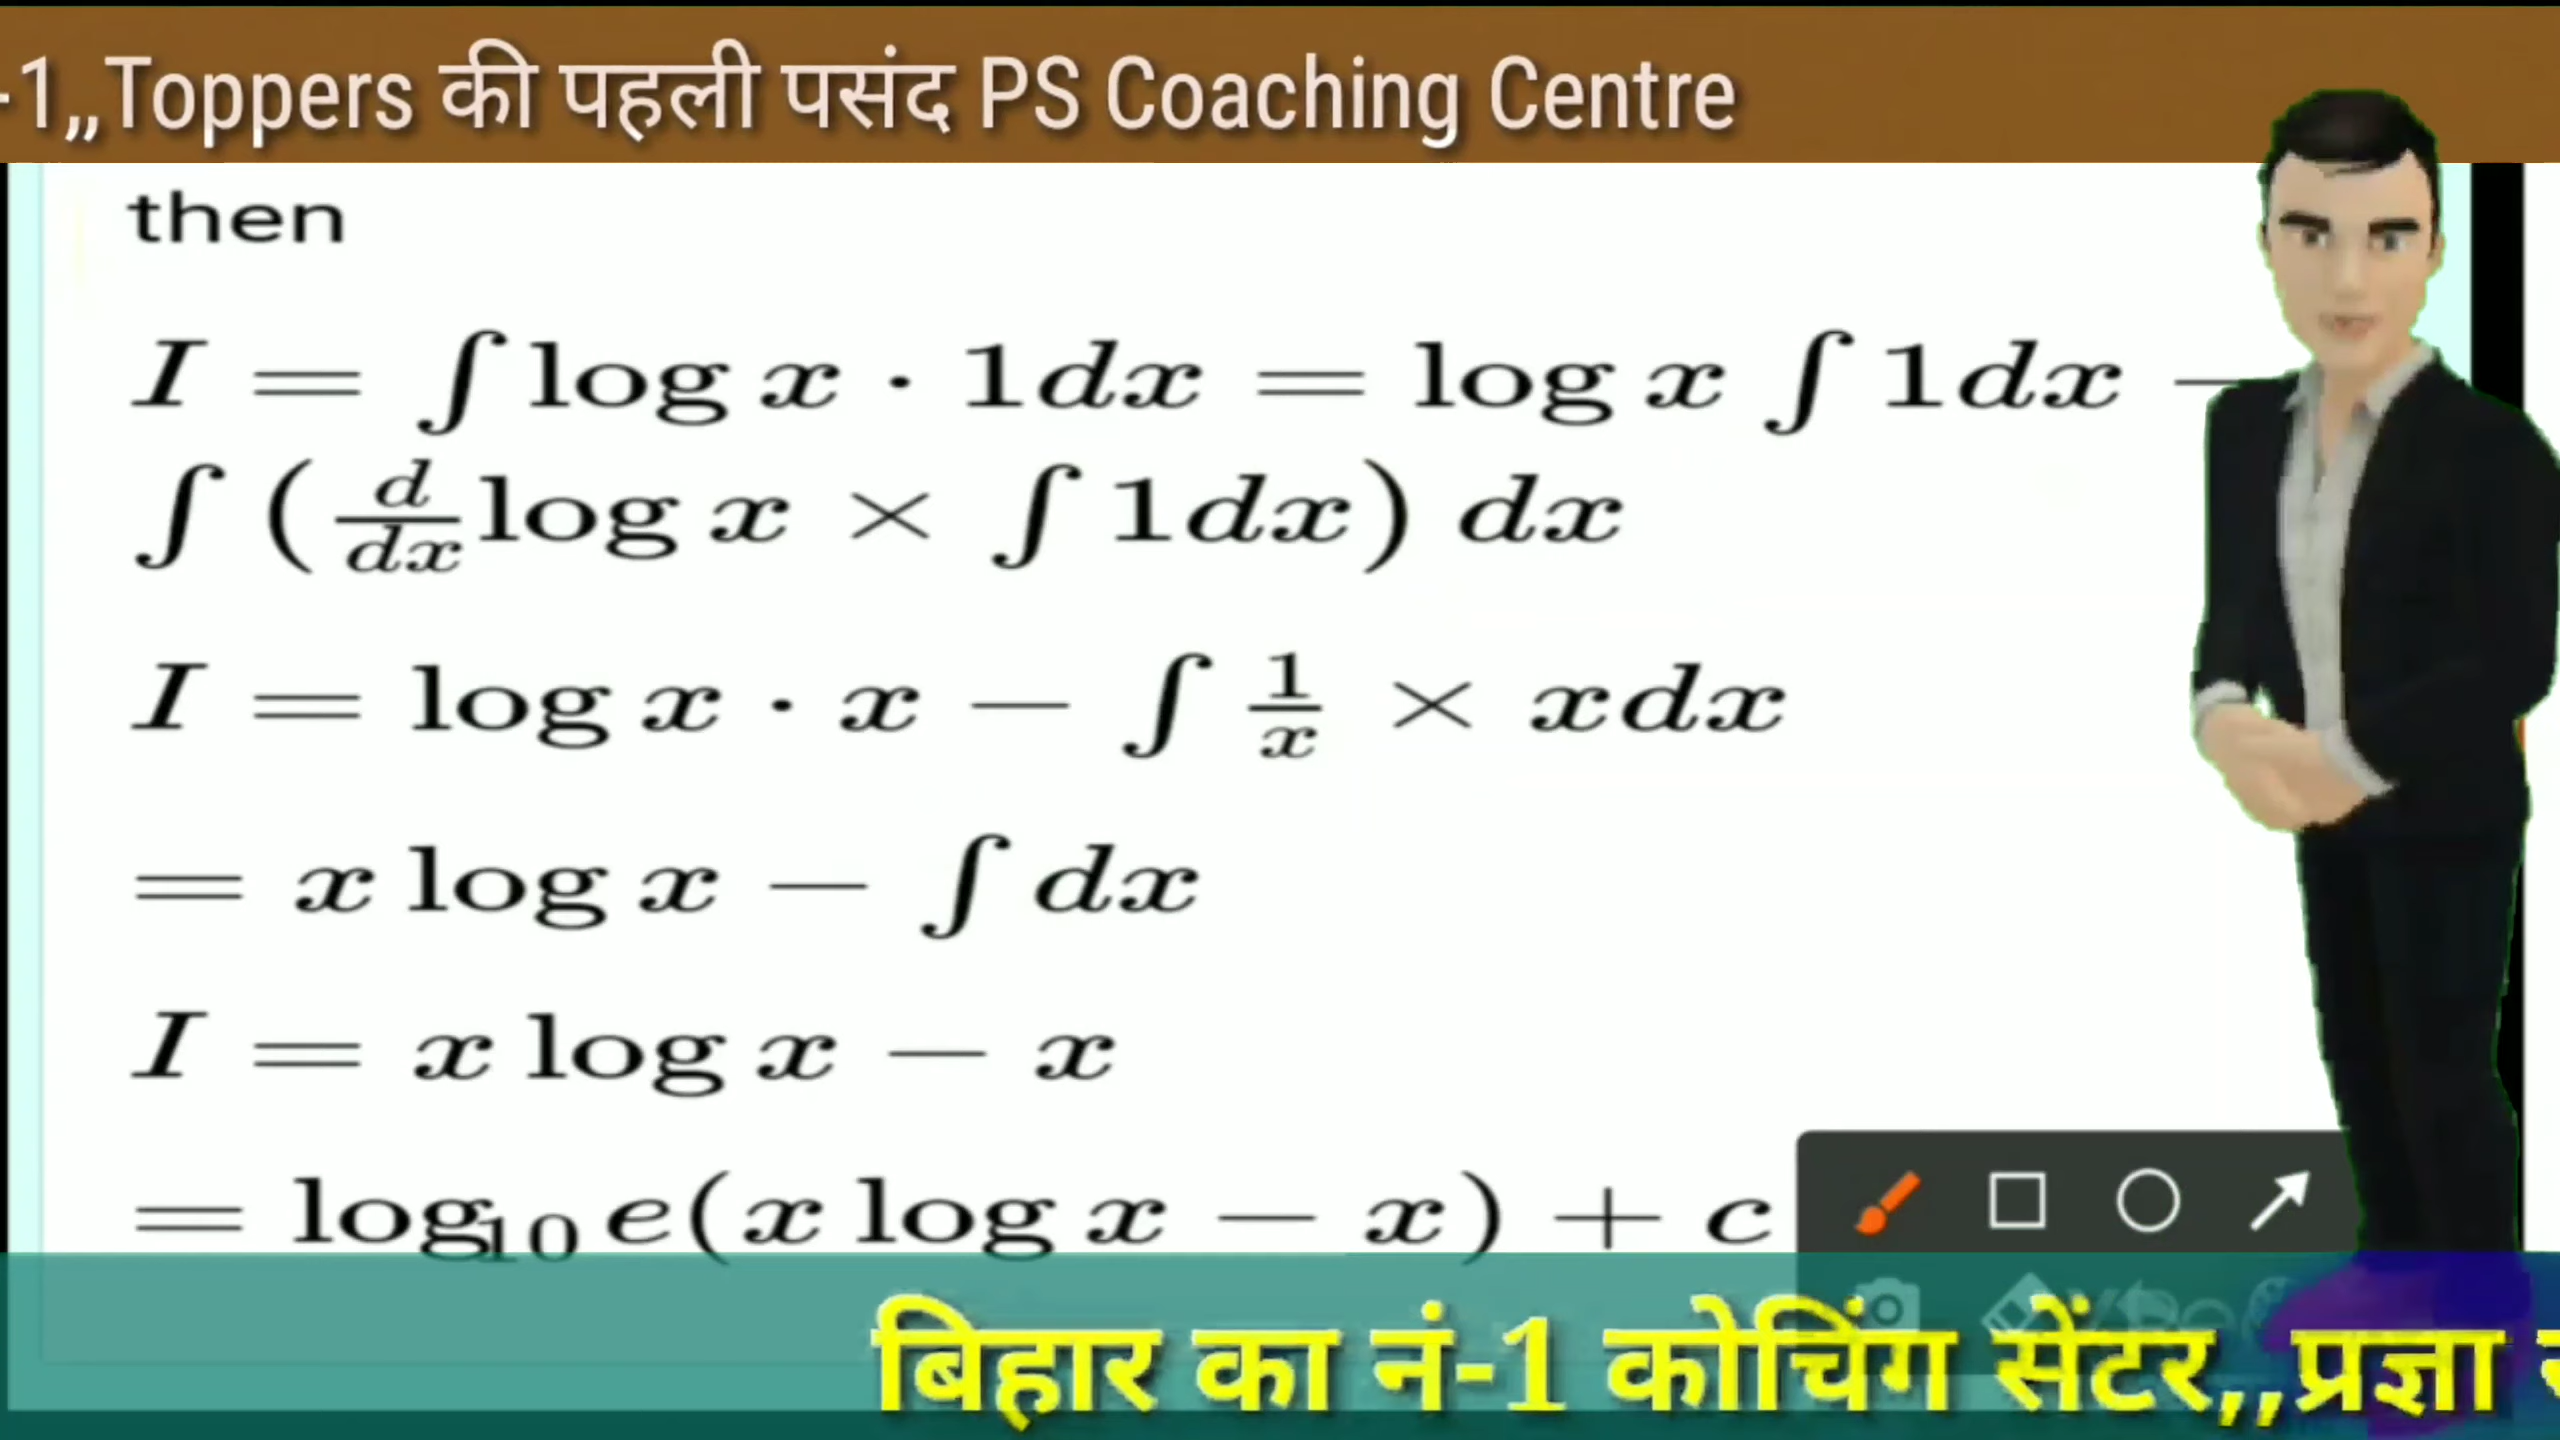 -1,,Toppers की पहली पसंद PS Coaching Centre
then
I = ∫ log x · 1dx = log x ∫ 1dx −
∫ (d/dx log x × ∫ 1dx) dx
I = log x · x − ∫ 1/x × xdx
= x log x − ∫ dx
I = x log x − x
= log₁₀ e(x log x − x) + c
बिहार का नं-1 कोचिंग सेंटर,,प्रज्ञा